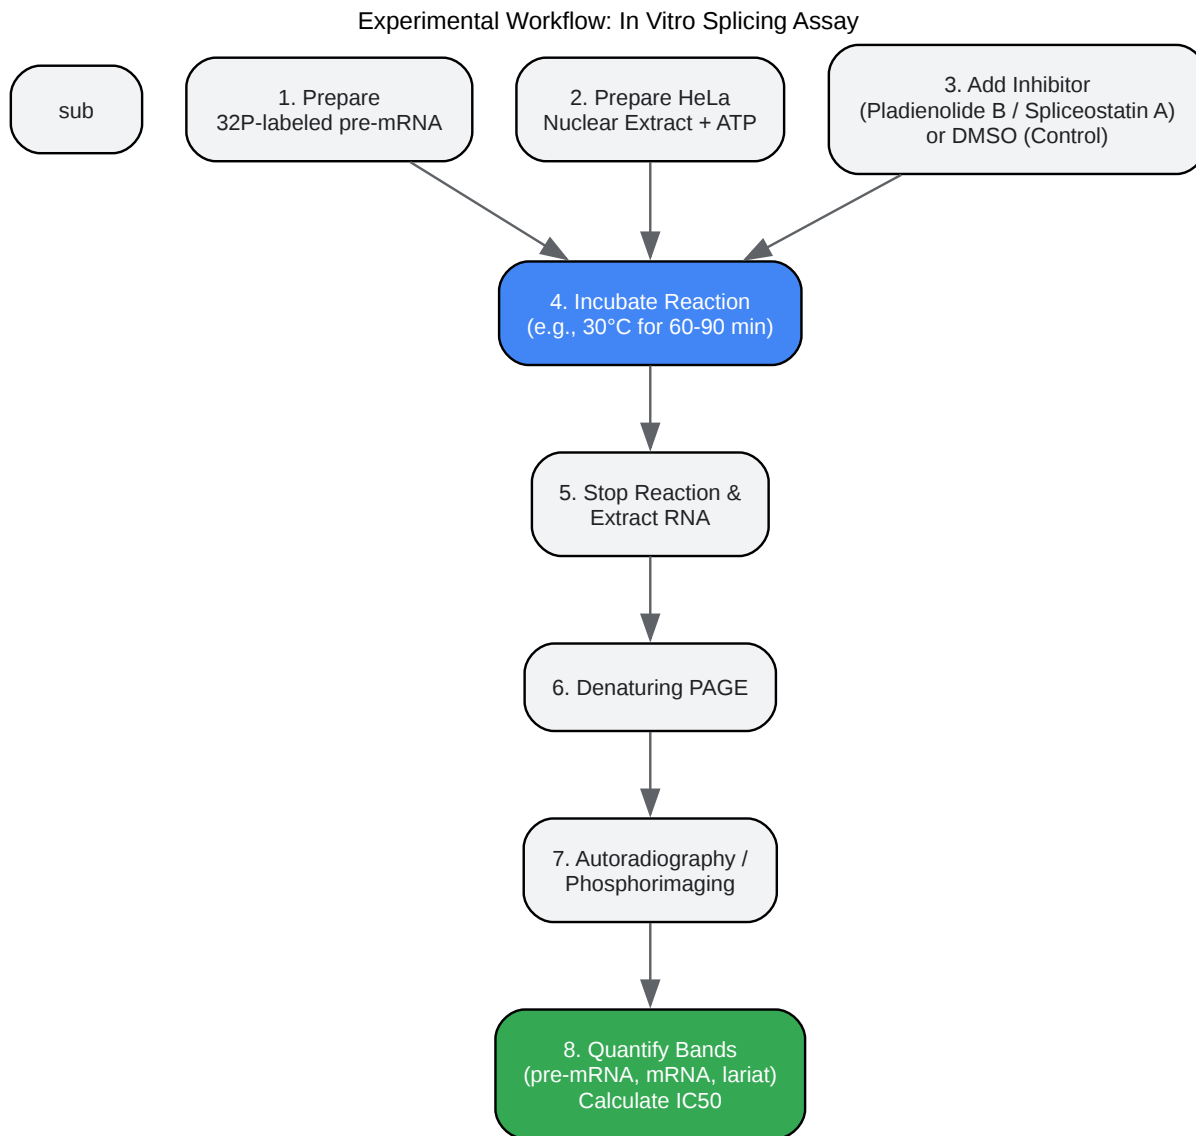 Experimental Workflow: In Vitro Splicing Assay
sub
1. Prepare
32P-labeled pre-mRNA
2. Prepare HeLa
Nuclear Extract + ATP
3. Add Inhibitor
(Pladienolide B / Spliceostatin A)
or DMSO (Control)
4. Incubate Reaction
(e.g., 30°C for 60-90 min)
5. Stop Reaction &
Extract RNA
6. Denaturing PAGE
7. Autoradiography /
Phosphorimaging
8. Quantify Bands
(pre-mRNA, mRNA, lariat)
Calculate IC50